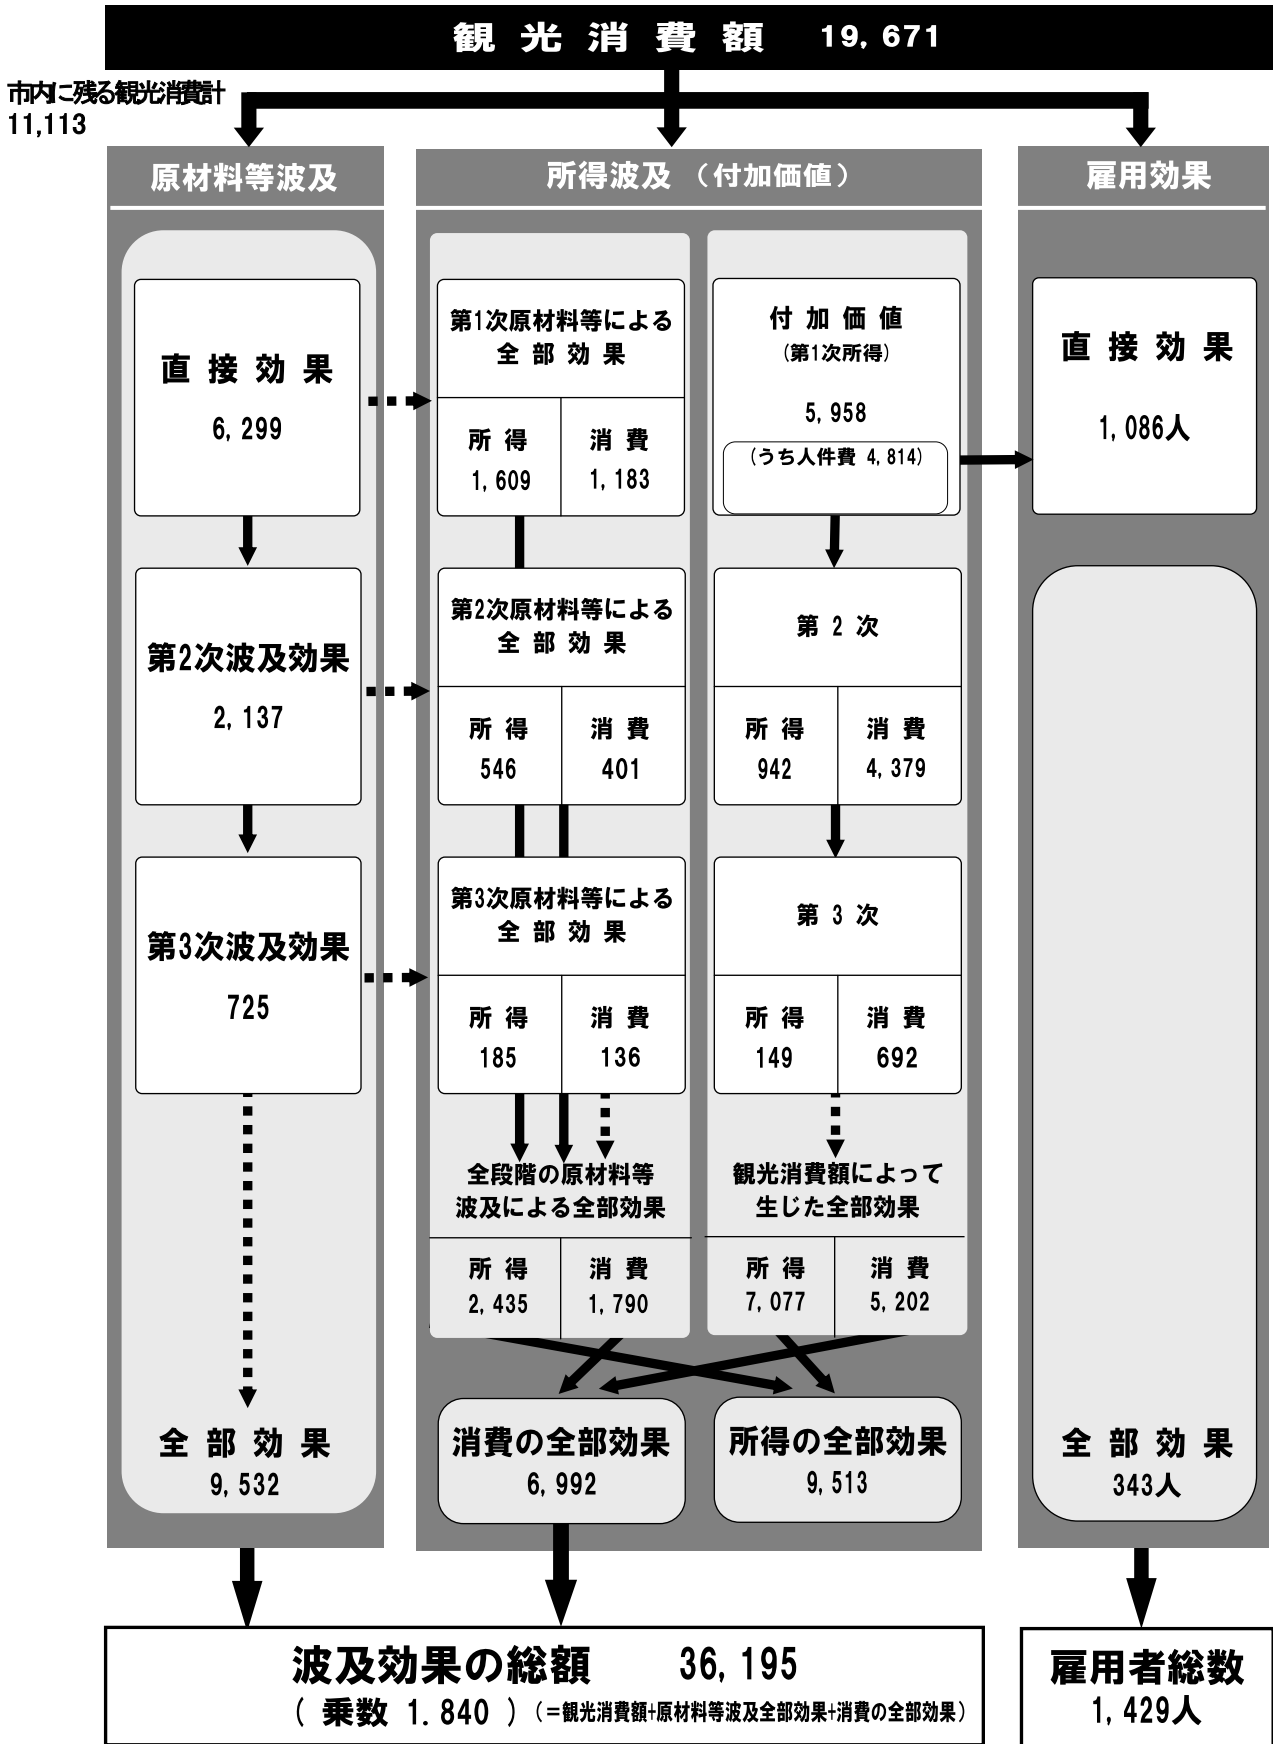 観光消費額 19,671
市内に残る観光消費計
11,113
原材料等波及
所得波及（付加価値）
雇用効果
直接効果
6,299
第1次原材料等による
全部効果
所得
1,609
消費
1,183
付加価値
(第1次所得)
5,958
(うち人件費 4,814)
直接効果
1,086人
第2次波及効果
2,137
第2次原材料等による
全部効果
所得
546
消費
401
第2次
所得
942
消費
4,379
第3次波及効果
725
第3次原材料等による
全部効果
所得
185
消費
136
第3次
所得
149
消費
692
全段階の原材料等
波及による全部効果
所得
2,435
消費
1,790
観光消費額によって
生じた全部効果
所得
7,077
消費
5,202
全部効果
9,532
消費の全部効果
6,992
所得の全部効果
9,513
全部効果
343人
波及効果の総額 36,195
(乗数 1.840)(=観光消費額+原材料等波及全部効果+消費の全部効果)
雇用者総数
1,429人